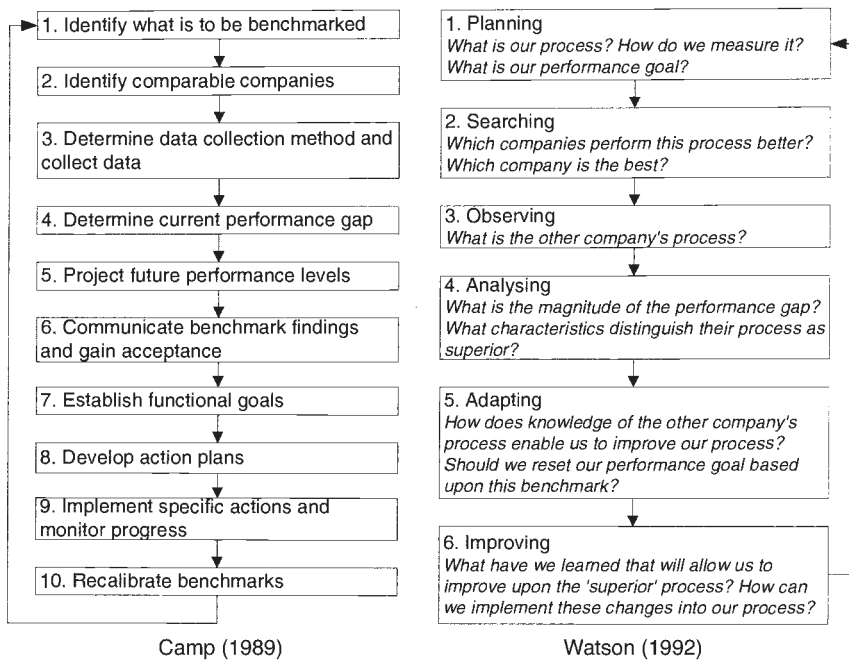 1. Identify what is to be benchmarked
2. Identify comparable companies
3. Determine data collection method and
collect data
4. Determine current performance gap
5. Project future performance levels
6. Communicate benchmark findings
and gain acceptance
7. Establish functional goals
8. Develop action plans
9. Implement specific actions and
monitor progress
10. Recalibrate benchmarks
Camp (1989)
1. Planning
What is our process? How do we measure it?
What is our performance goal?
2. Searching
Which companies perform this process better?
Which company is the best?
3. Observing
What is the other company's process?
4. Analysing
What is the magnitude of the performance gap?
What characteristics distinguish their process as
superior?
5. Adapting
How does knowledge of the other company's
process enable us to improve our process?
Should we reset our performance goal based
upon this benchmark?
6. Improving
What have we learned that will allow us to
improve upon the 'superior' process? How can
we implement these changes into our process?
Watson (1992)